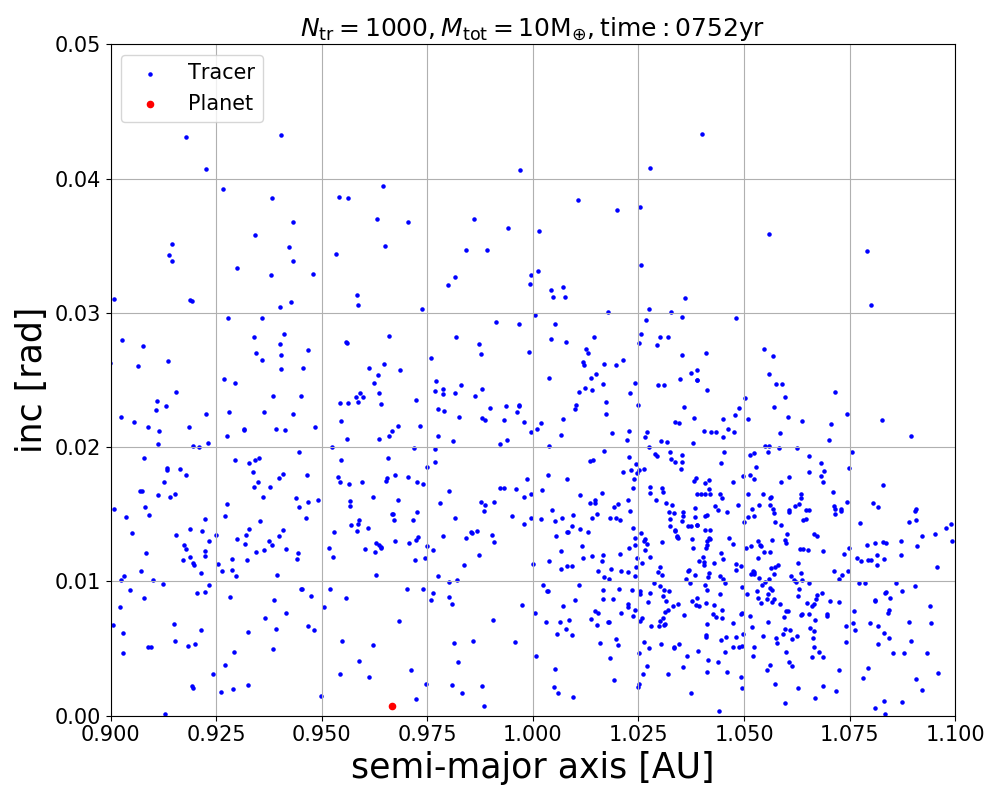 N_tr = 1000, M_tot = 10M_⊕, time : 0752yr
Tracer
Planet
0.05
0.04
0.03
0.02
0.01
0.00
inc [rad]
0.900 0.925 0.950 0.975 1.000 1.025 1.050 1.075 1.100
semi-major axis [AU]